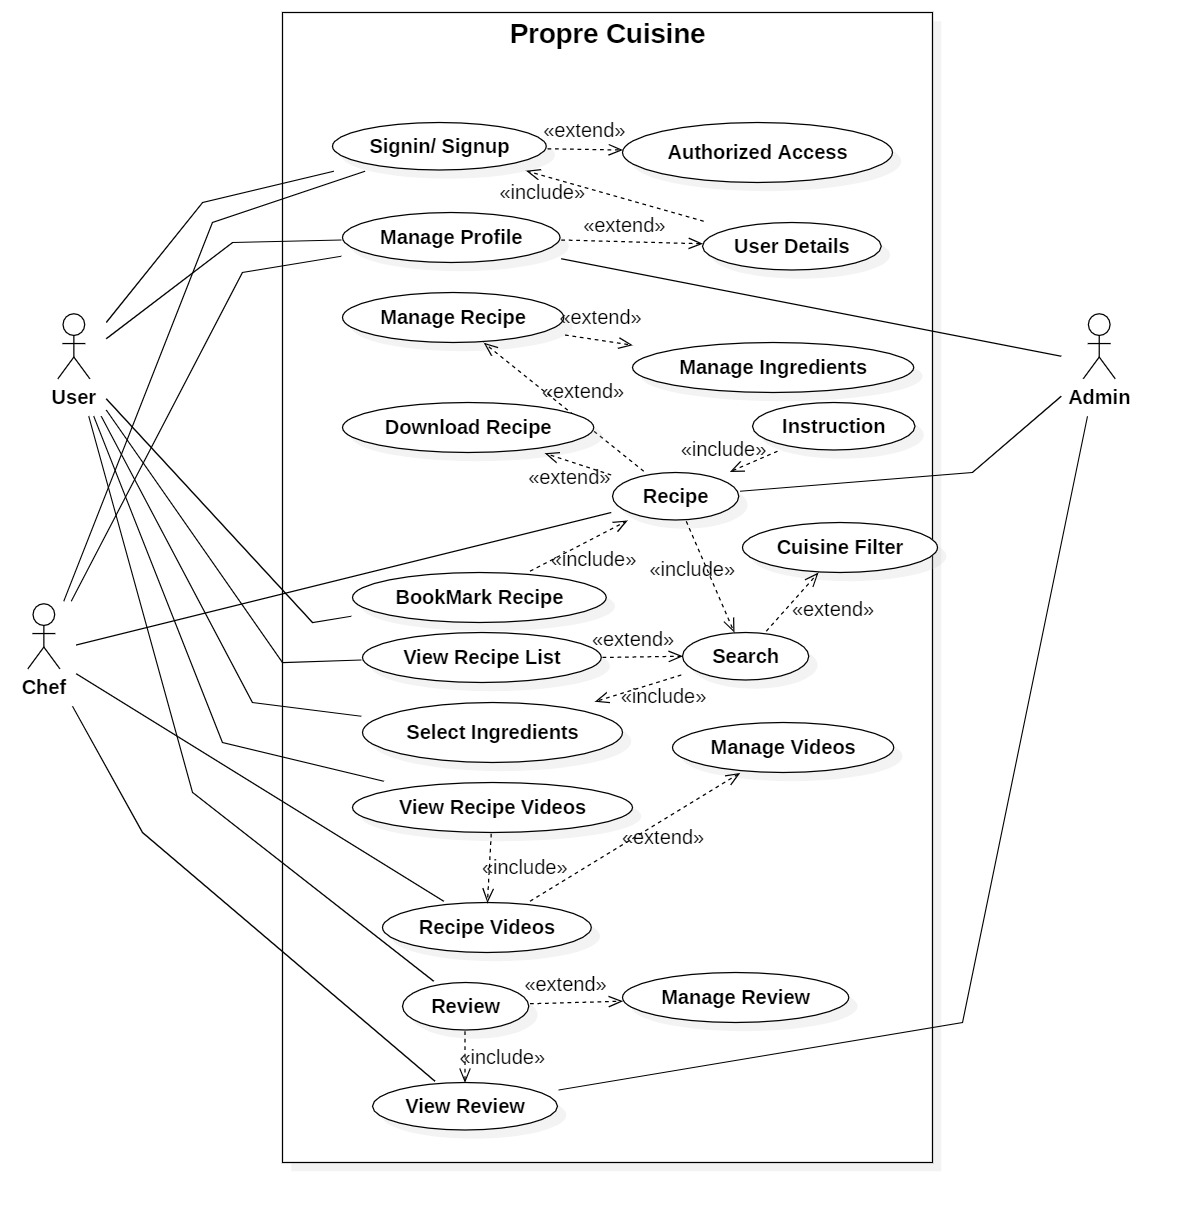 Propre Cuisine
Signin/ Signup
«extend»
Authorized Access
«include»
Manage Profile
«extend»
User Details
Manage Recipe
«extend»
Manage Ingredients
User
Admin
«extend»
Download Recipe
Instruction
«include»
«extend»
Recipe
Cuisine Filter
«include»
«include»
BookMark Recipe
«extend»
View Recipe List
«extend»
Search
Chef
«include»
Select Ingredients
Manage Videos
View Recipe Videos
«extend»
«include»
Recipe Videos
Review
«extend»
Manage Review
«include»
View Review